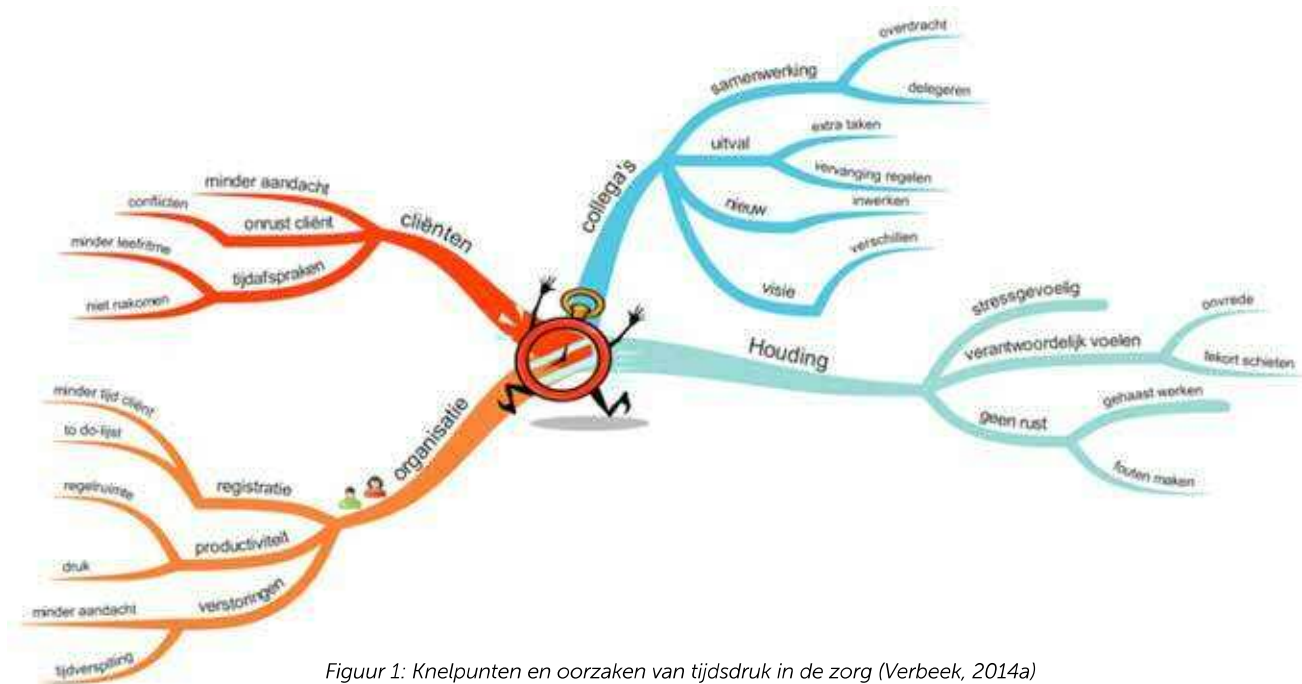 cliënten
minder aandacht
onrust cliënt
conflicten
tijdafspraken
minder leefritme
niet nakomen
collega's
samenwerking
overdracht
delegeren
uitval
extra taken
vervanging regelen
nieuw
inwerken
visie
verschillen
Houding
stressgevoelig
verantwoordelijk voelen
onvrede
tekort schieten
geen rust
gehaast werken
fouten maken
organisatie
registratie
minder tijd cliënt
to do-lijst
productiviteit
regelruimte
druk
verstoringen
minder aandacht
tijdverspilling
Figuur 1: Knelpunten en oorzaken van tijdsdruk in de zorg (Verbeek, 2014a)